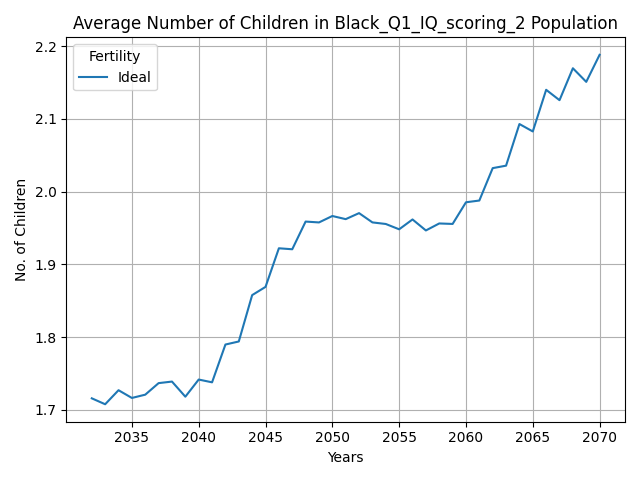 Average Number of Children in Black_Q1_IQ_scoring_2 Population
Fertility
Ideal
No. of Children
2.2
2.1
2.0
1.9
1.8
1.7
2035 2040 2045 2050 2055 2060 2065 2070
Years